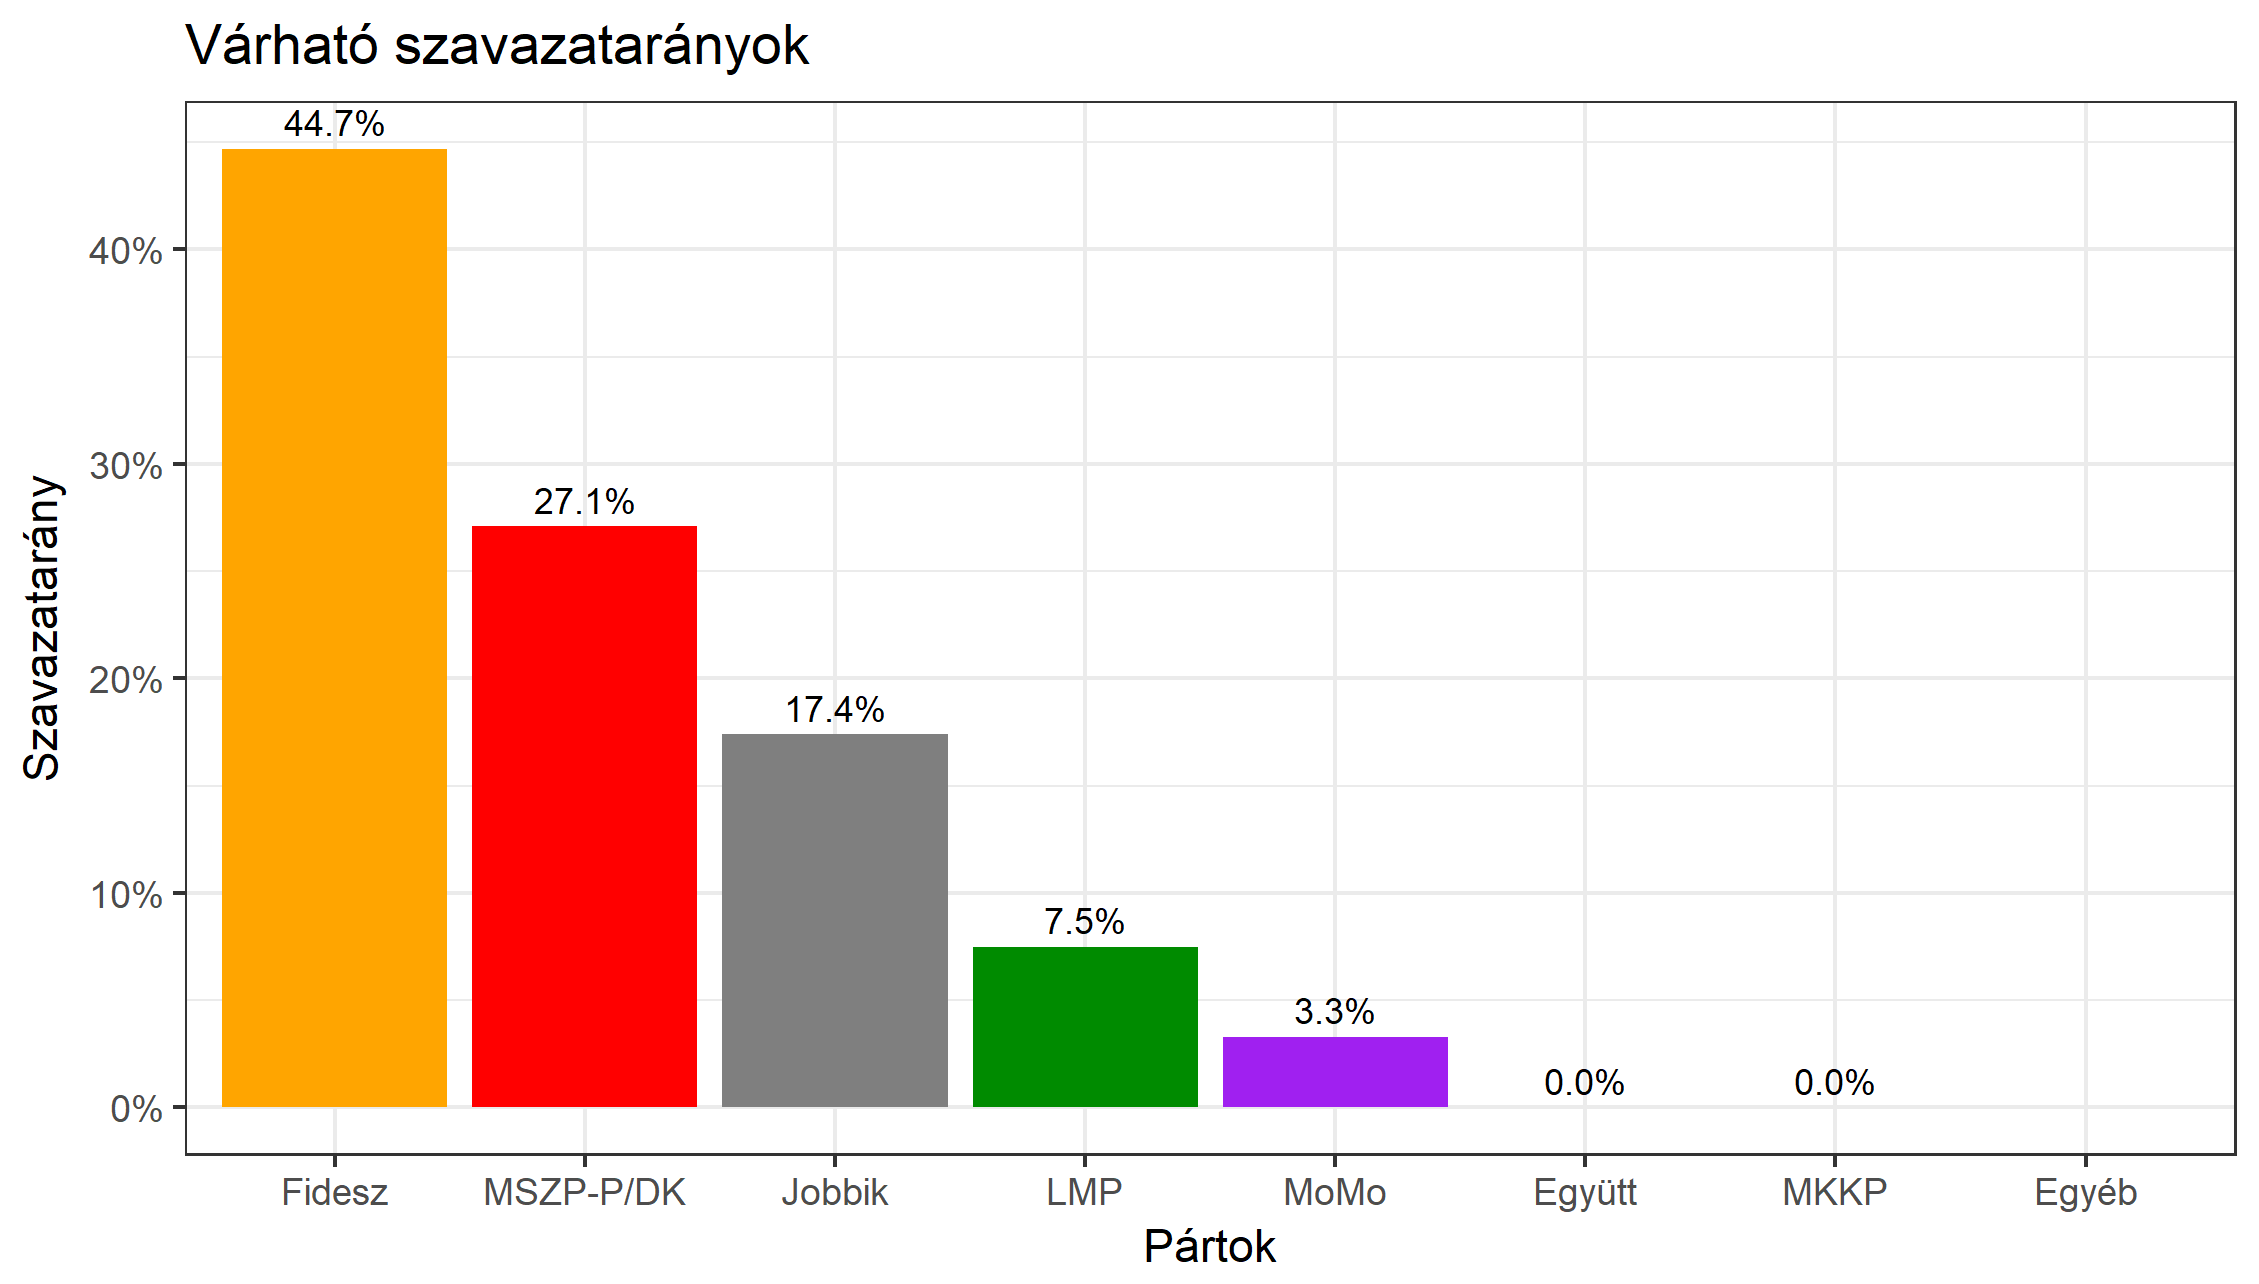 Várható szavazatarányok
44.7%
27.1%
17.4%
7.5%
3.3%
0.0%
0.0%
40%
30%
20%
10%
0%
Szavazatarány
Fidesz
MSZP-P/DK
Jobbik
LMP
MoMo
Együtt
MKKP
Egyéb
Pártok